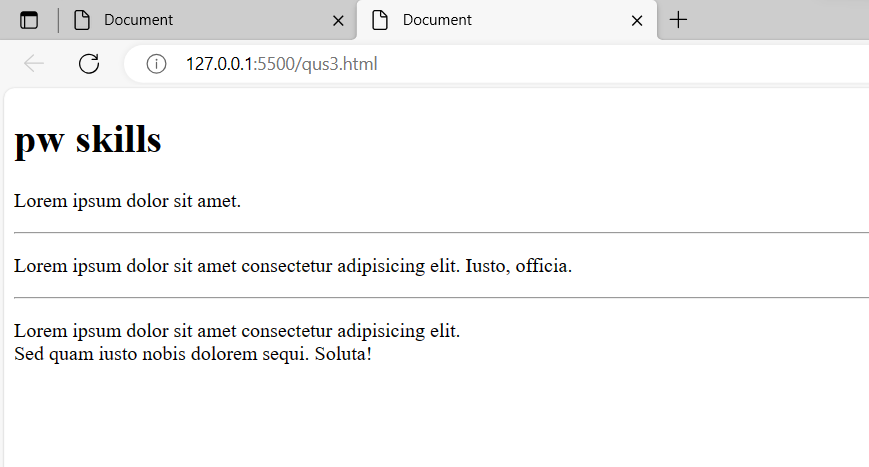 Document
Document
127.0.0.1:5500/qus3.html
pw skills
Lorem ipsum dolor sit amet.
Lorem ipsum dolor sit amet consectetur adipisicing elit. Iusto, officia.
Lorem ipsum dolor sit amet consectetur adipisicing elit.
Sed quam iusto nobis dolorem sequi. Soluta!